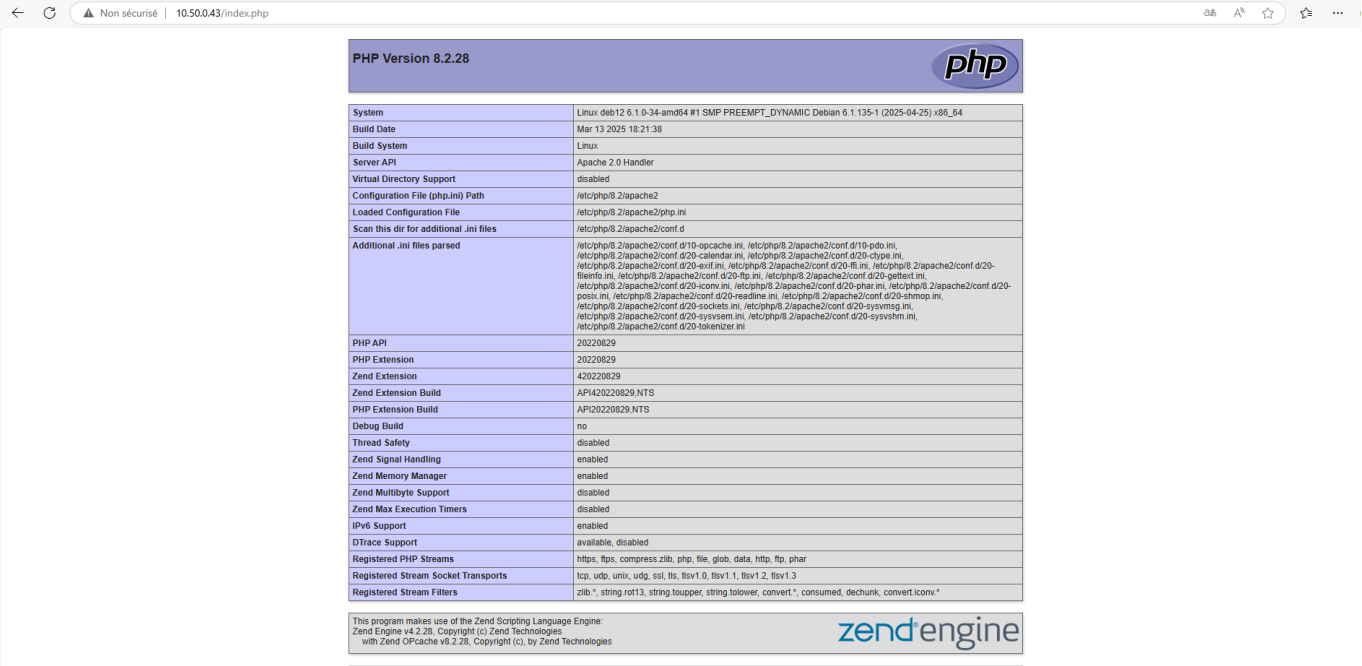 Non sécurisé 10.50.0.43/index.php
PHP Version 8.2.28
php
System Linux deb12 6.1.0-34-amd64 #1 SMP PREEMPT_DYNAMIC Debian 6.1.135-1 (2025-04-25) x86_64
Build Date Mar 13 2025 18:21:38
Build System Linux
Server API Apache 2.0 Handler
Virtual Directory Support disabled
Configuration File (php.ini) Path /etc/php/8.2/apache2
Loaded Configuration File /etc/php/8.2/apache2/php.ini
Scan this dir for additional .ini files /etc/php/8.2/apache2/conf.d
Additional .ini files parsed /etc/php/8.2/apache2/conf.d/10-opcache.ini, /etc/php/8.2/apache2/conf.d/10-pdo.ini,
/etc/php/8.2/apache2/conf.d/20-calendar.ini, /etc/php/8.2/apache2/conf.d/20-ctype.ini,
/etc/php/8.2/apache2/conf.d/20-exif.ini, /etc/php/8.2/apache2/conf.d/20-ffi.ini, /etc/php/8.2/apache2/conf.d/20-
fileinfo.ini, /etc/php/8.2/apache2/conf.d/20-ftp.ini, /etc/php/8.2/apache2/conf.d/20-gettext.ini,
/etc/php/8.2/apache2/conf.d/20-iconv.ini, /etc/php/8.2/apache2/conf.d/20-phar.ini, /etc/php/8.2/apache2/conf.d/20-
posix.ini, /etc/php/8.2/apache2/conf.d/20-readline.ini, /etc/php/8.2/apache2/conf.d/20-shmop.ini,
/etc/php/8.2/apache2/conf.d/20-sockets.ini, /etc/php/8.2/apache2/conf.d/20-sysvmsg.ini,
/etc/php/8.2/apache2/conf.d/20-sysvsem.ini, /etc/php/8.2/apache2/conf.d/20-sysvshm.ini,
/etc/php/8.2/apache2/conf.d/20-tokenizer.ini
PHP API 20220829
PHP Extension 20220829
Zend Extension 420220829
Zend Extension Build API420220829,NTS
PHP Extension Build API20220829,NTS
Debug Build no
Thread Safety disabled
Zend Signal Handling enabled
Zend Memory Manager enabled
Zend Multibyte Support disabled
Zend Max Execution Timers disabled
IPv6 Support enabled
DTrace Support available, disabled
Registered PHP Streams https, ftps, compress.zlib, php, file, glob, data, http, ftp, phar
Registered Stream Socket Transports tcp, udp, unix, udg, ssl, tls, tlsv1.0, tlsv1.1, tlsv1.2, tlsv1.3
Registered Stream Filters zlib.*, string.rot13, string.toupper, string.tolower, convert.*, consumed, dechunk, convert.iconv.*
This program makes use of the Zend Scripting Language Engine:
Zend Engine v4.2.28, Copyright (c) Zend Technologies
with Zend OPcache v8.2.28, Copyright (c), by Zend Technologies
zend engine